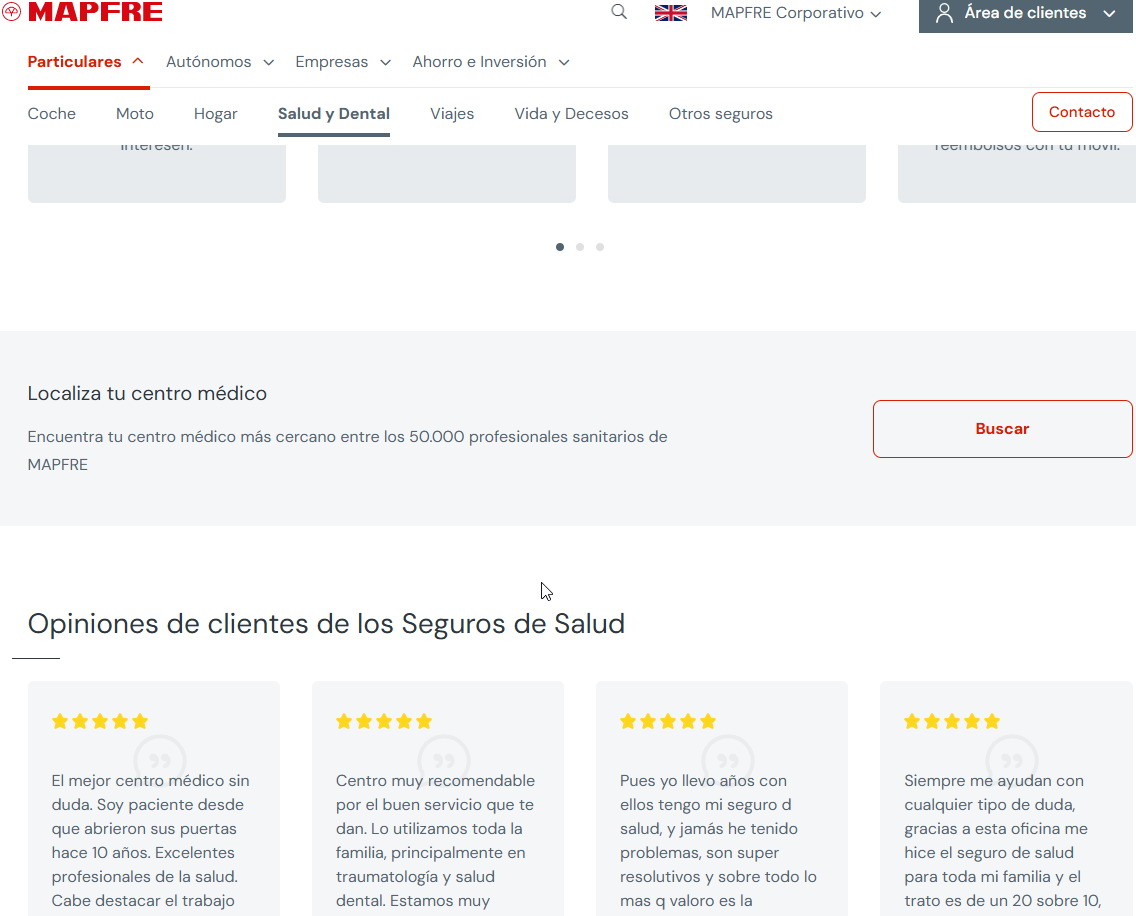 MAPFRE
MAPFRE Corporativo
Área de clientes
Particulares
Autónomos
Empresas
Ahorro e Inversión
Coche
Moto
Hogar
Salud y Dental
Viajes
Vida y Decesos
Otros seguros
Contacto
interesen.
reembolsos con tu móvil.
Localiza tu centro médico
Encuentra tu centro médico más cercano entre los 50.000 profesionales sanitarios de
MAPFRE
Buscar
Opiniones de clientes de los Seguros de Salud
El mejor centro médico sin
duda. Soy paciente desde
que abrieron sus puertas
hace 10 años. Excelentes
profesionales de la salud.
Cabe destacar el trabajo
Centro muy recomendable
por el buen servicio que te
dan. Lo utilizamos toda la
familia, principalmente en
traumatología y salud
dental. Estamos muy
Pues yo llevo años con
ellos tengo mi seguro d
salud, y jamás he tenido
problemas, son super
resolutivos y sobre todo lo
mas q valoro es la
Siempre me ayudan con
cualquier tipo de duda,
gracias a esta oficina me
hice el seguro de salud
para toda mi familia y el
trato es de un 20 sobre 10,